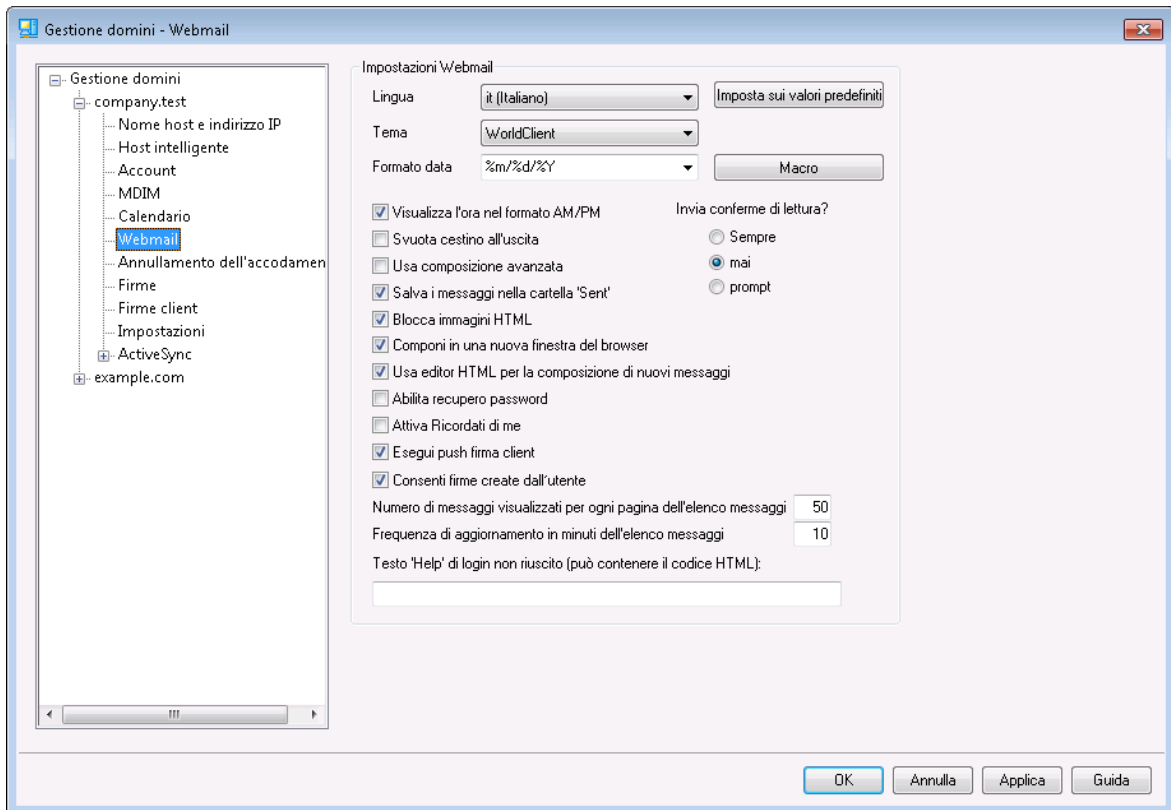 Gestione domini - Webmail
Gestione domini
company.test
Nome host e indirizzo IP
Host intelligente
Account
MDIM
Calendario
Webmail
Annullamento dell'accodamen
Firme
Firme client
Impostazioni
ActiveSync
example.com
Impostazioni Webmail
Lingua it (Italiano) Imposta sui valori predefiniti
Tema WorldClient
Formato data %m/%d/%Y Macro
Visualizza l'ora nel formato AM/PM
Svuota cestino all'uscita
Usa composizione avanzata
Salva i messaggi nella cartella 'Sent'
Blocca immagini HTML
Componi in una nuova finestra del browser
Usa editor HTML per la composizione di nuovi messaggi
Abilita recupero password
Attiva Ricordati di me
Esegui push firma client
Consenti firme create dall'utente
Invia conferme di lettura?
Sempre
mai
prompt
Numero di messaggi visualizzati per ogni pagina dell'elenco messaggi 50
Frequenza di aggiornamento in minuti dell'elenco messaggi 10
Testo 'Help' di login non riuscito (può contenere il codice HTML):
OK Annulla Applica Guida